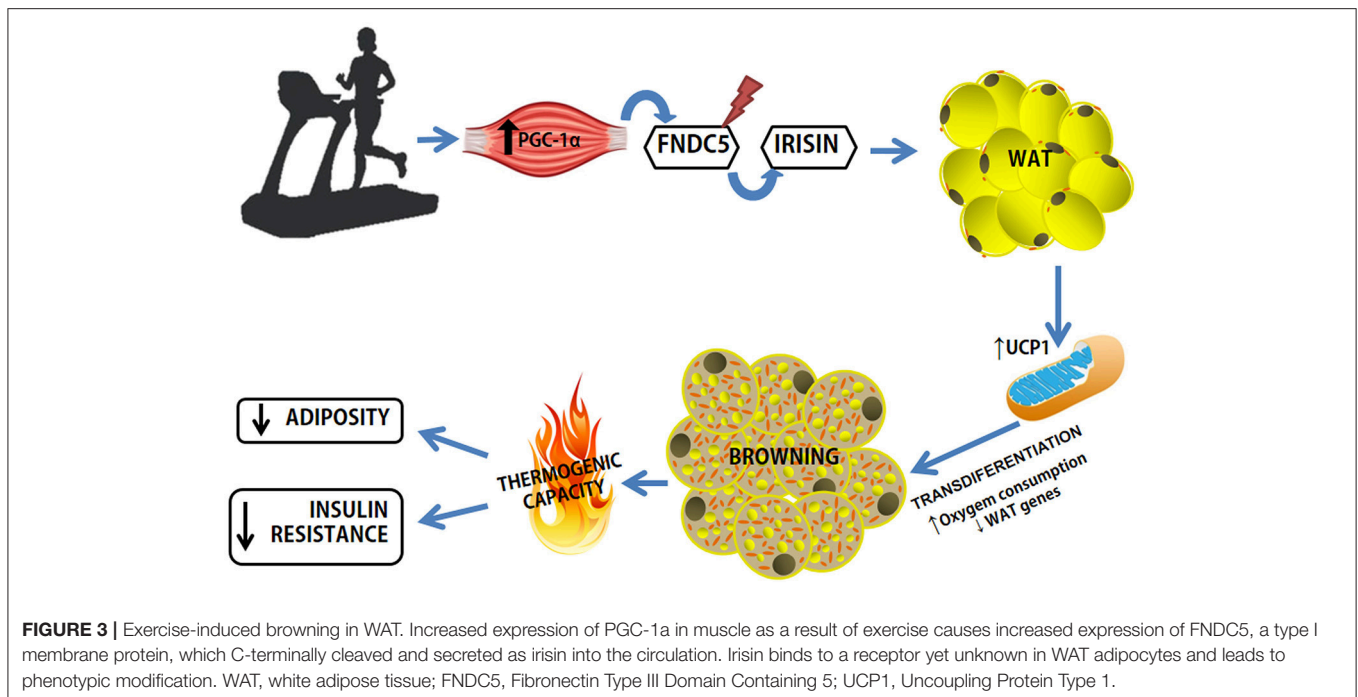 ↑ PGC-1α
FNDC5
IRISIN
WAT
↑UCP1
TRANSDIFERENTIATION
↑Oxygem consumption
↓ WAT genes
BROWNING
THERMOGENIC
CAPACITY
↓ ADIPOSITY
↓ INSULIN
RESISTANCE
FIGURE 3 | Exercise-induced browning in WAT. Increased expression of PGC-1a in muscle as a result of exercise causes increased expression of FNDC5, a type I
membrane protein, which C-terminally cleaved and secreted as irisin into the circulation. Irisin binds to a receptor yet unknown in WAT adipocytes and leads to
phenotypic modification. WAT, white adipose tissue; FNDC5, Fibronectin Type III Domain Containing 5; UCP1, Uncoupling Protein Type 1.